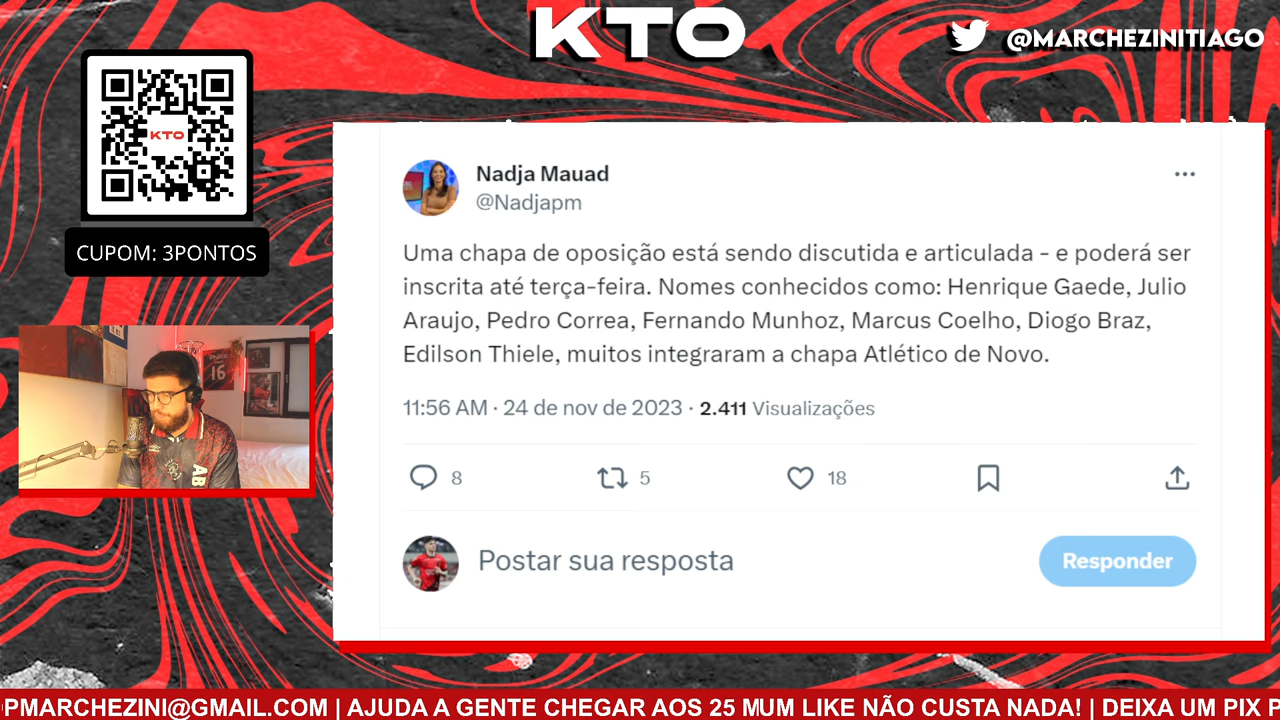 KTO
@MARCHEZINITIAGO
KTO
CUPOM: 3PONTOS
Nadja Mauad
@Nadjapm
Uma chapa de oposição está sendo discutida e articulada - e poderá ser
inscrita até terça-feira. Nomes conhecidos como: Henrique Gaede, Julio
Araujo, Pedro Correa, Fernando Munhoz, Marcus Coelho, Diogo Braz,
Edilson Thiele, muitos integraram a chapa Atlético de Novo.
11:56 AM · 24 de nov de 2023 · 2.411 Visualizações
8
5
18
Postar sua resposta
Responder
16
AB
PMARCHEZINI@GMAIL.COM | AJUDA A GENTE CHEGAR AOS 25 MUM LIKE NÃO CUSTA NADA! | DEIXA UM PIX